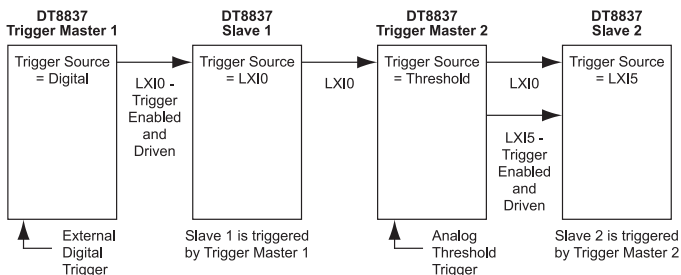 DT8837
Trigger Master 1
DT8837
Slave 1
DT8837
Trigger Master 2
DT8837
Slave 2
Trigger Source
= Digital
LXI0 -
Trigger
Enabled
and
Driven
Trigger Source
= LXI0
LXI0
Trigger Source
= Threshold
LXI0
LXI5 -
Trigger
Enabled
and
Driven
Trigger Source
= LXI5
External
Digital
Trigger
Slave 1 is triggered
by Trigger Master 1
Analog
Threshold
Trigger
Slave 2 is triggered
by Trigger Master 2